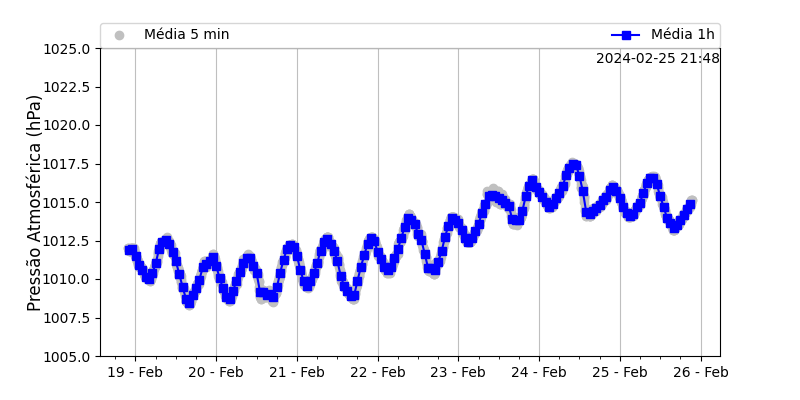 Média 5 min
Média 1h
2024-02-25 21:48
Pressão Atmosférica (hPa)
1025.0
1022.5
1020.0
1017.5
1015.0
1012.5
1010.0
1007.5
1005.0
19 - Feb
20 - Feb
21 - Feb
22 - Feb
23 - Feb
24 - Feb
25 - Feb
26 - Feb